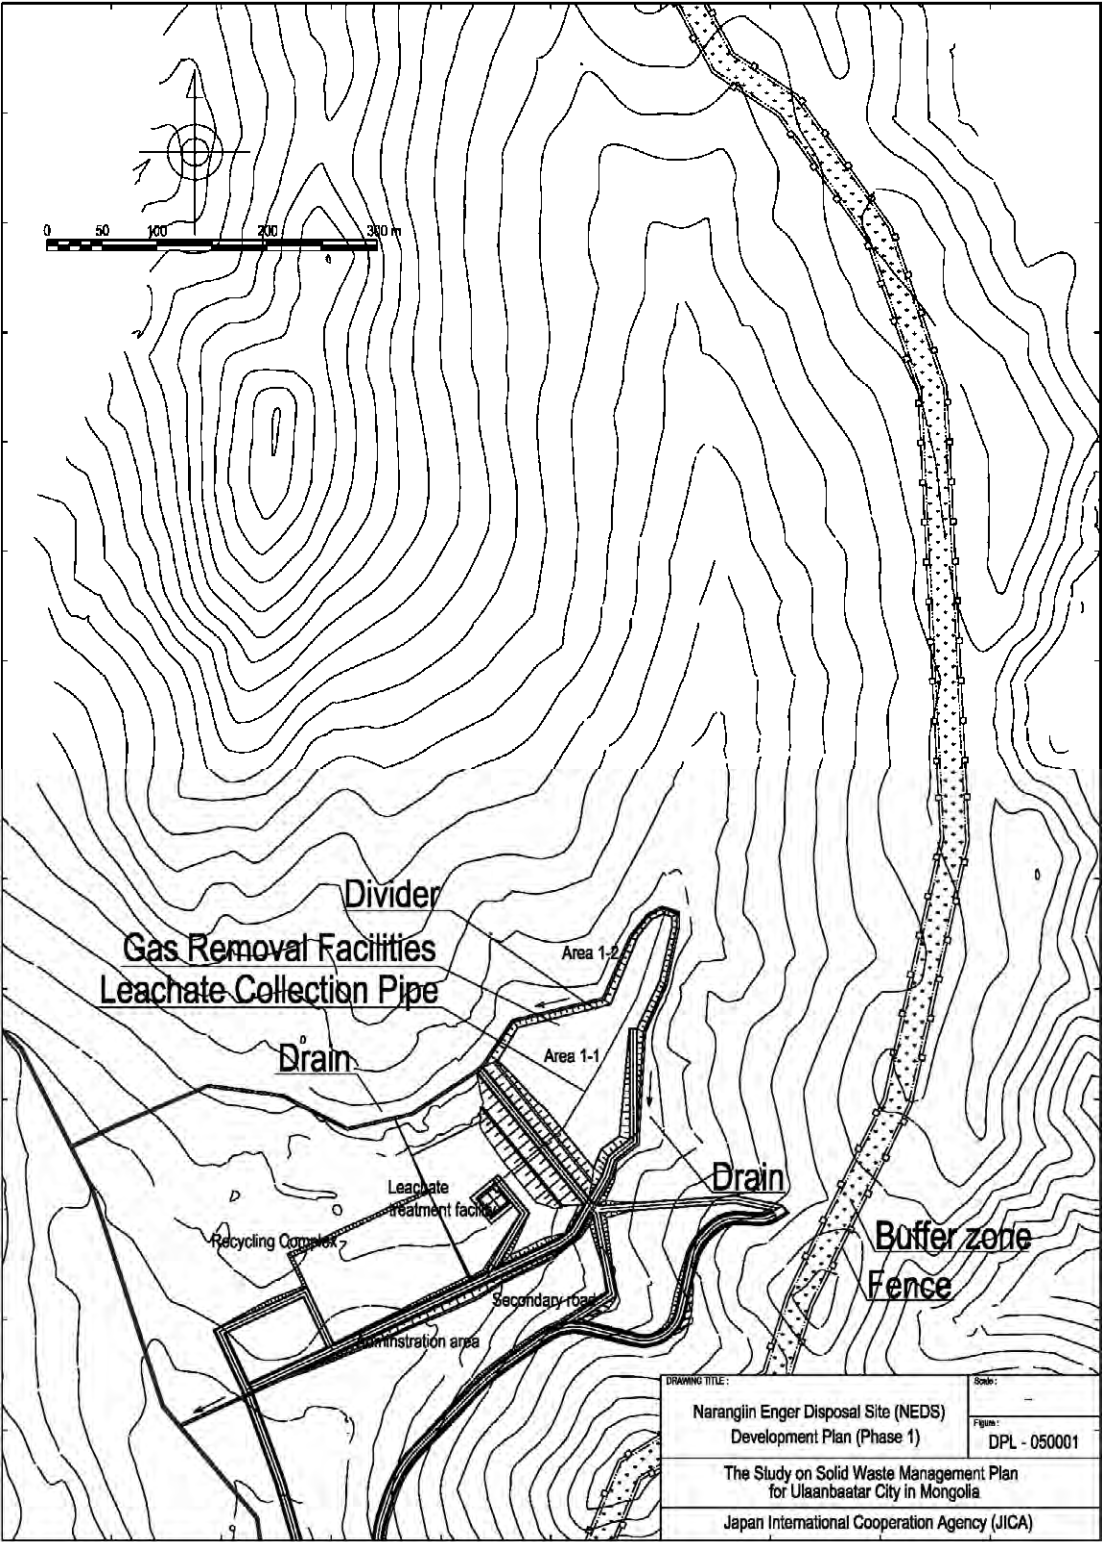 0 50 100 200 300 m
Divider
Gas Removal Facilities
Area 1-2
Leachate Collection Pipe
Drain
Area 1-1
Drain
Leachate
treatment facility
Recycling Complex
Buffer zone
Fence
Secondary road
Adminstration area
DRAWING TITLE :
Scale :
Narangiin Enger Disposal Site (NEDS)
Development Plan (Phase 1)
Figure :
DPL - 050001
The Study on Solid Waste Management Plan
for Ulaanbaatar City in Mongolia
Japan International Cooperation Agency (JICA)